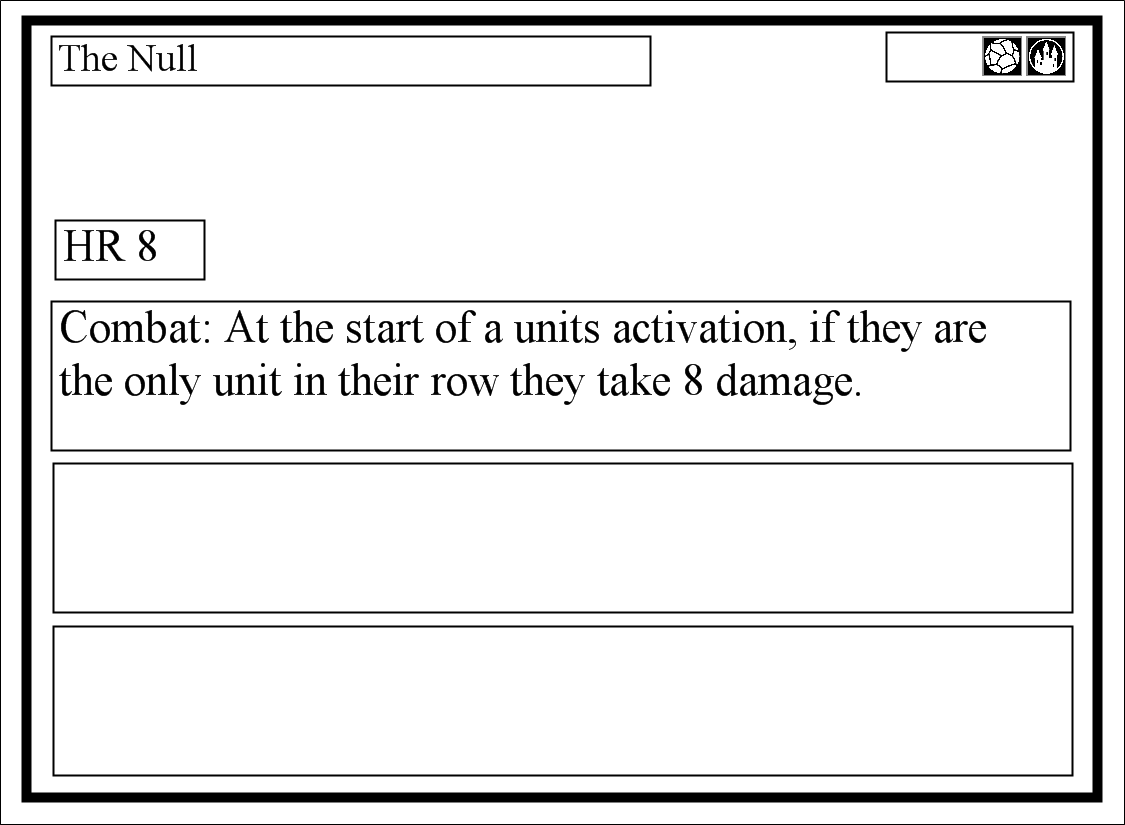 The Null
HR 8
Combat: At the start of a units activation, if they are
the only unit in their row they take 8 damage.